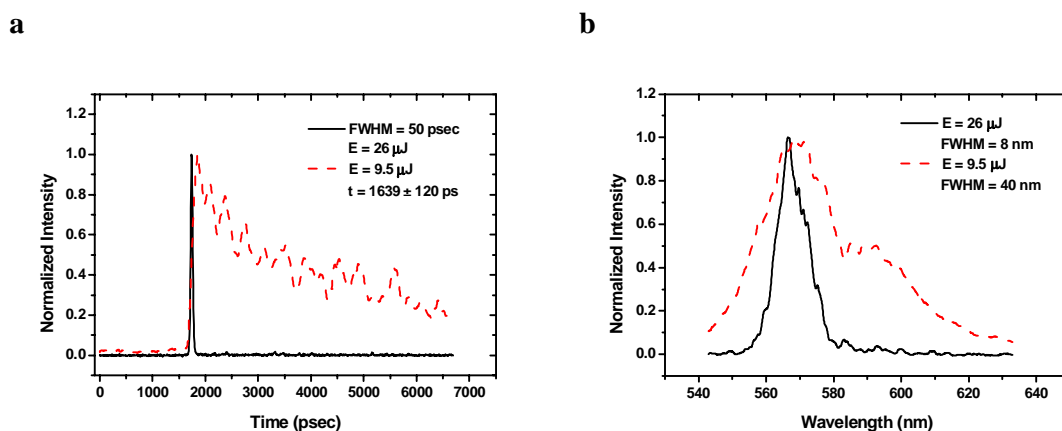 a
b
1.2
1.0
0.8
0.6
0.4
0.2
0.0
Normalized Intensity
FWHM = 50 psec
E = 26 µJ
E = 9.5 µJ
t = 1639 ± 120 ps
0 1000 2000 3000 4000 5000 6000 7000
Time (psec)
1.2
1.0
0.8
0.6
0.4
0.2
0.0
Normalized Intensity
E = 26 µJ
FWHM = 8 nm
E = 9.5 µJ
FWHM = 40 nm
540 560 580 600 620 640
Wavelength (nm)